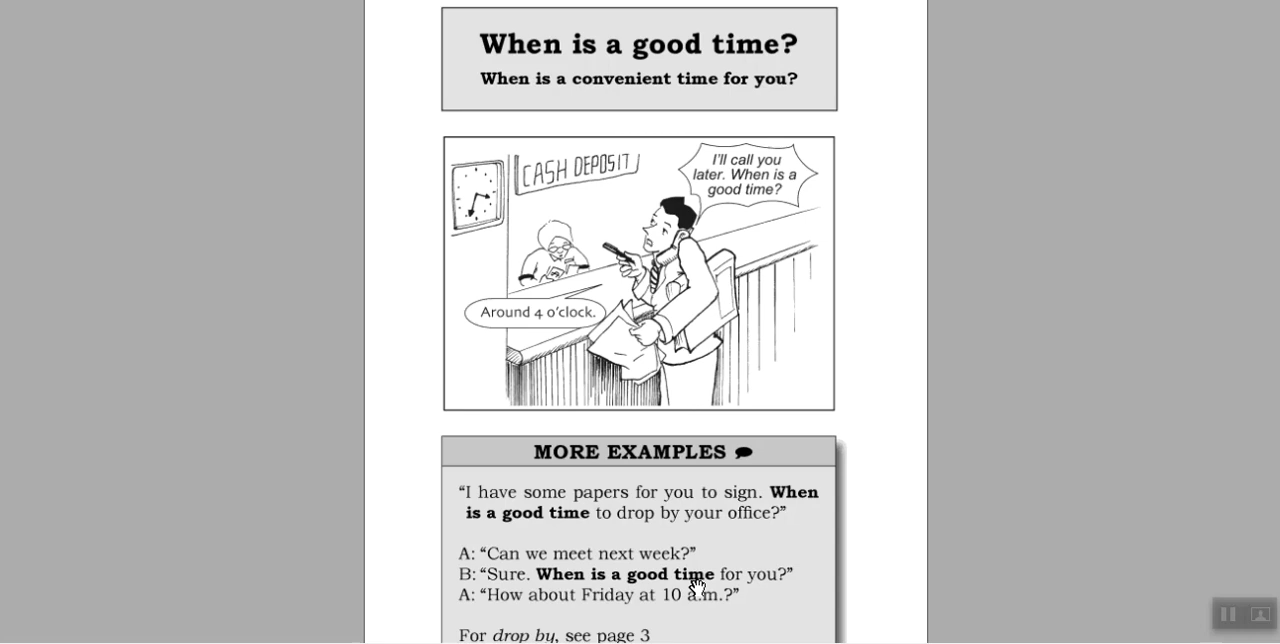 When is a good time?
When is a convenient time for you?
CASH DEPOSIT
I'll call you
later. When is a
good time?
Around 4 o'clock.
MORE EXAMPLES
“I have some papers for you to sign. When
is a good time to drop by your office?”
A: “Can we meet next week?”
B: “Sure. When is a good time for you?”
A: “How about Friday at 10 a.m.?”
For drop by, see page 3